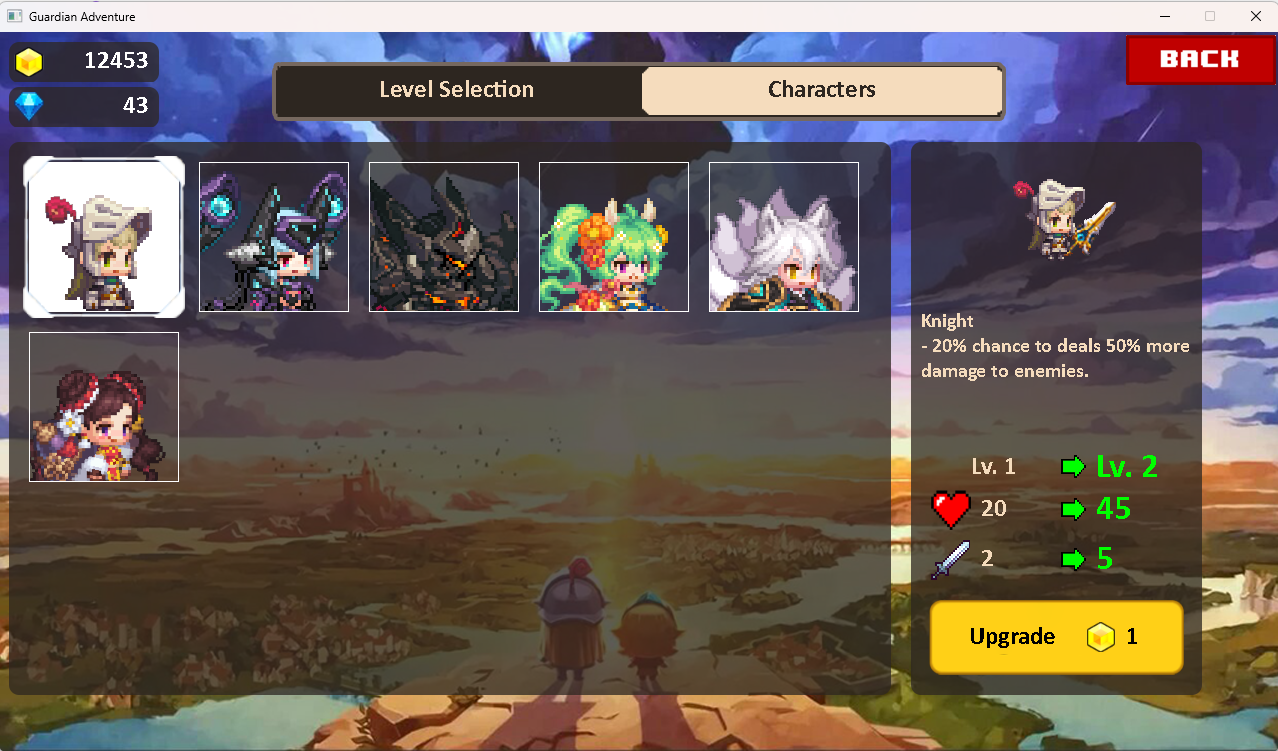 Guardian Adventure
12453
43
Level Selection
Characters
BACK
Knight
- 20% chance to deals 50% more
damage to enemies.
Lv. 1 Lv. 2
20 45
2 5
Upgrade 1